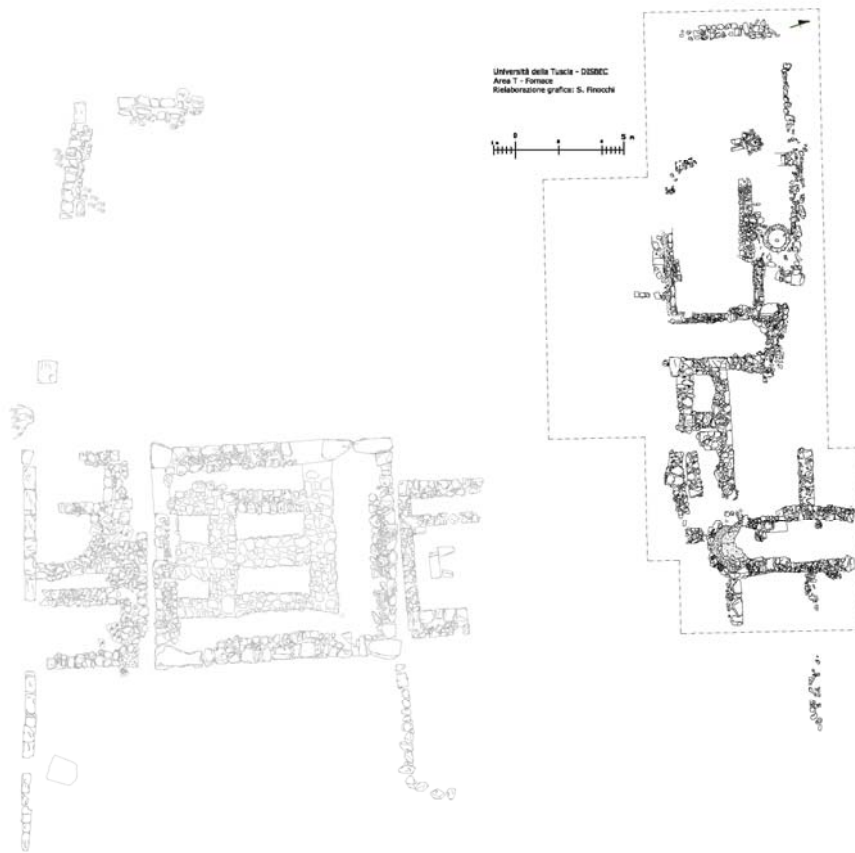 Università della Tuscia - DISBEC
Area T - Fornace
Rielaborazione grafica: S. Finocchi
0 5 m